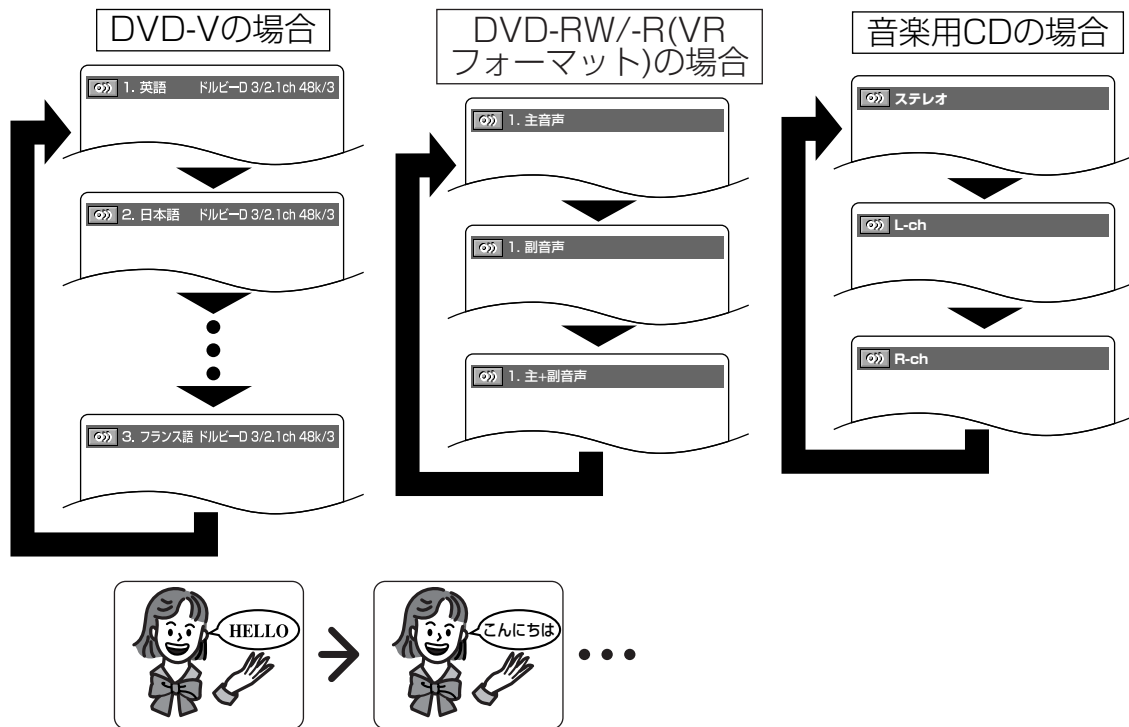 DVD-Vの場合
1. 英語 ドルビーD 3/2.1ch 48k/3
2. 日本語 ドルビーD 3/2.1ch 48k/3
3. フランス語 ドルビーD 3/2.1ch 48k/3
DVD-RW/-R(VR
フォーマット)の場合
1. 主音声
1. 副音声
1. 主+副音声
音楽用CDの場合
ステレオ
L-ch
R-ch
HELLO
こんにちは